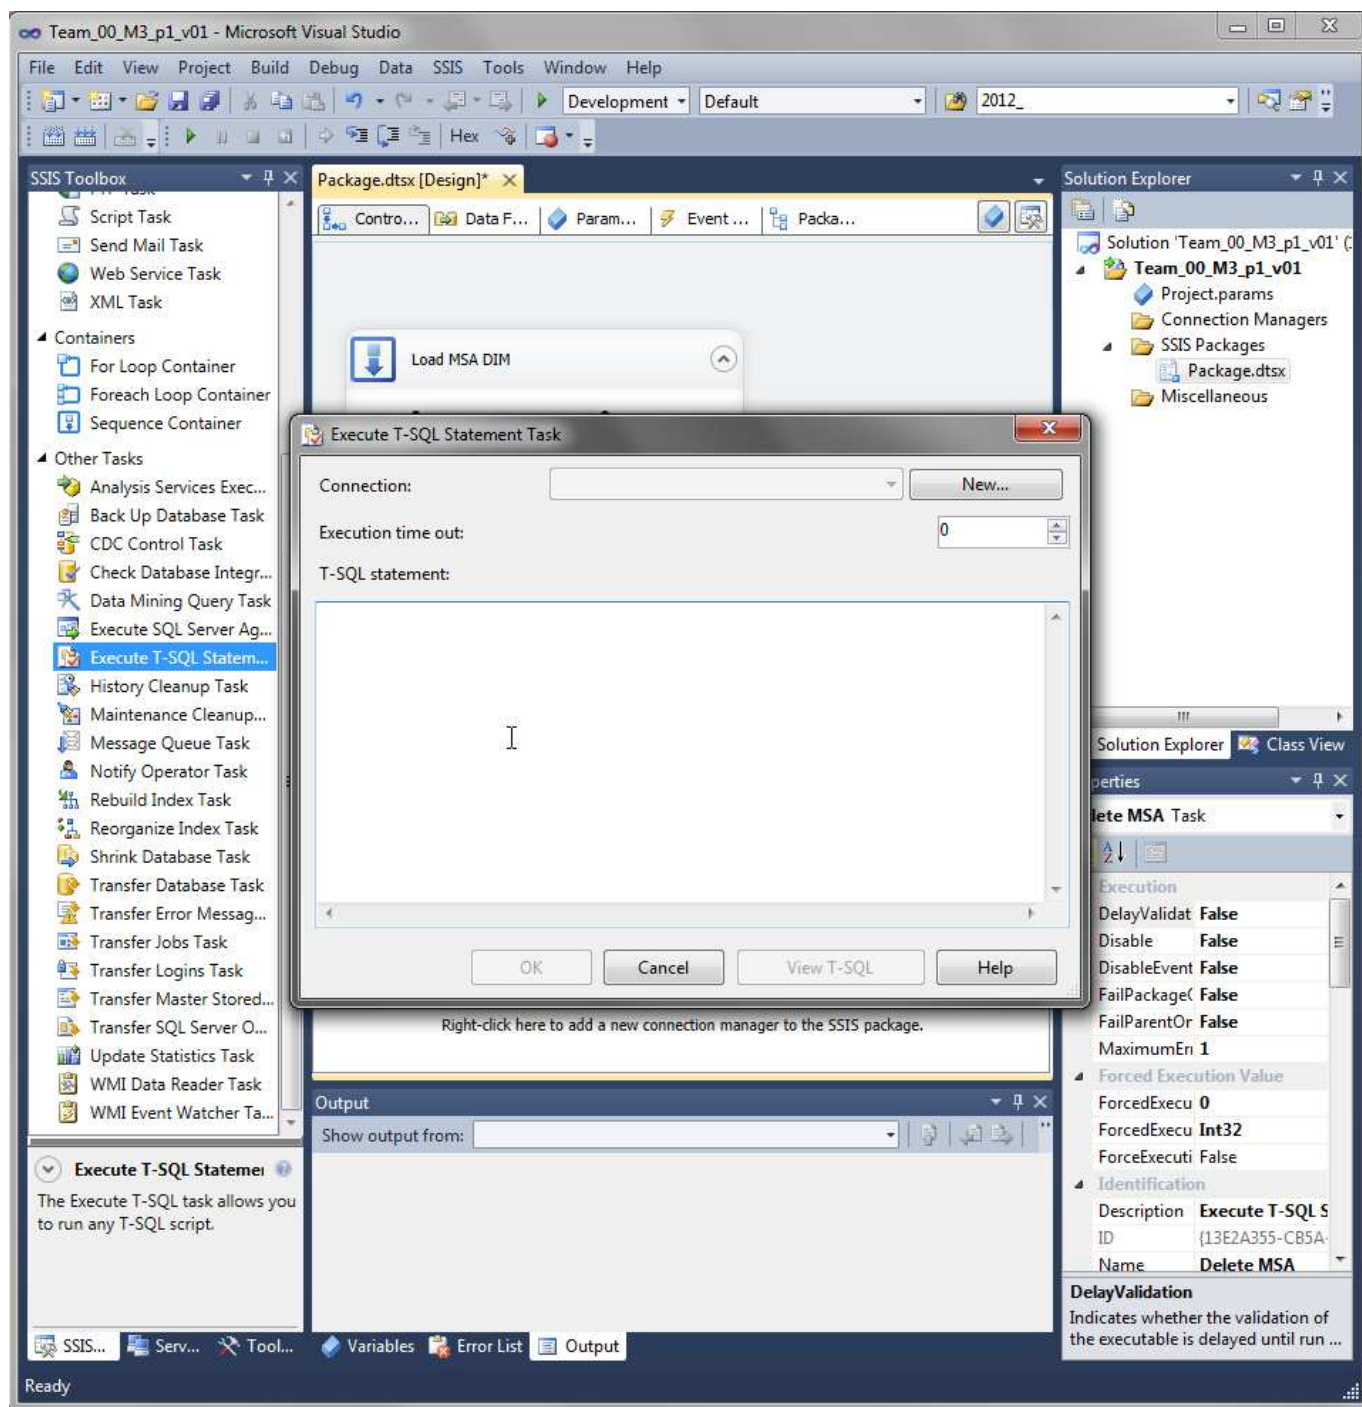 Team_00_M3_p1_v01 - Microsoft Visual Studio
File Edit View Project Build Debug Data SSIS Tools Window Help
Development Default 2012_
Hex
SSIS Toolbox
Script Task
Send Mail Task
Web Service Task
XML Task
Containers
For Loop Container
Foreach Loop Container
Sequence Container
Other Tasks
Analysis Services Exec...
Back Up Database Task
CDC Control Task
Check Database Integr...
Data Mining Query Task
Execute SQL Server Ag...
Execute T-SQL Statem...
History Cleanup Task
Maintenance Cleanup...
Message Queue Task
Notify Operator Task
Rebuild Index Task
Reorganize Index Task
Shrink Database Task
Transfer Database Task
Transfer Error Messag...
Transfer Jobs Task
Transfer Logins Task
Transfer Master Stored...
Transfer SQL Server O...
Update Statistics Task
WMI Data Reader Task
WMI Event Watcher Ta...
Execute T-SQL Statemei
The Execute T-SQL task allows you
to run any T-SQL script.
SSIS... Serv... Tool...
Package.dtsx [Design]*
Contro... Data F... Param... Event ... Packa...
Load MSA DIM
Execute T-SQL Statement Task
Connection: New...
Execution time out: 0
T-SQL statement:
OK Cancel View T-SQL Help
Right-click here to add a new connection manager to the SSIS package.
Output
Show output from:
Variables Error List Output
Solution Explorer
Solution 'Team_00_M3_p1_v01' (
Team_00_M3_p1_v01
Project.params
Connection Managers
SSIS Packages
Package.dtsx
Miscellaneous
Solution Explorer Class View
perties
lete MSA Task
Execution
DelayValidat False
Disable False
DisableEvent False
FailPackage( False
FailParentOr False
MaximumErr 1
Forced Execution Value
ForcedExecu 0
ForcedExecu Int32
ForceExecuti False
Identification
Description Execute T-SQL S
ID {13E2A355-CB5A-
Name Delete MSA
DelayValidation
Indicates whether the validation of
the executable is delayed until run ...
Ready